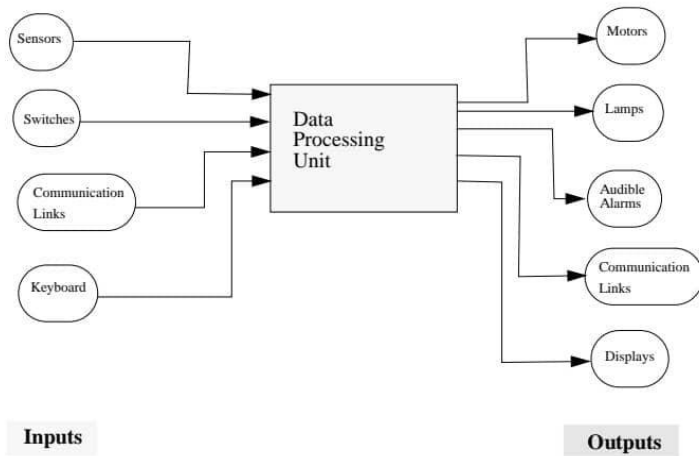 Sensors
Switches
Communication
Links
Keyboard
Data
Processing
Unit
Motors
Lamps
Audible
Alarms
Communication
Links
Displays
Inputs
Outputs